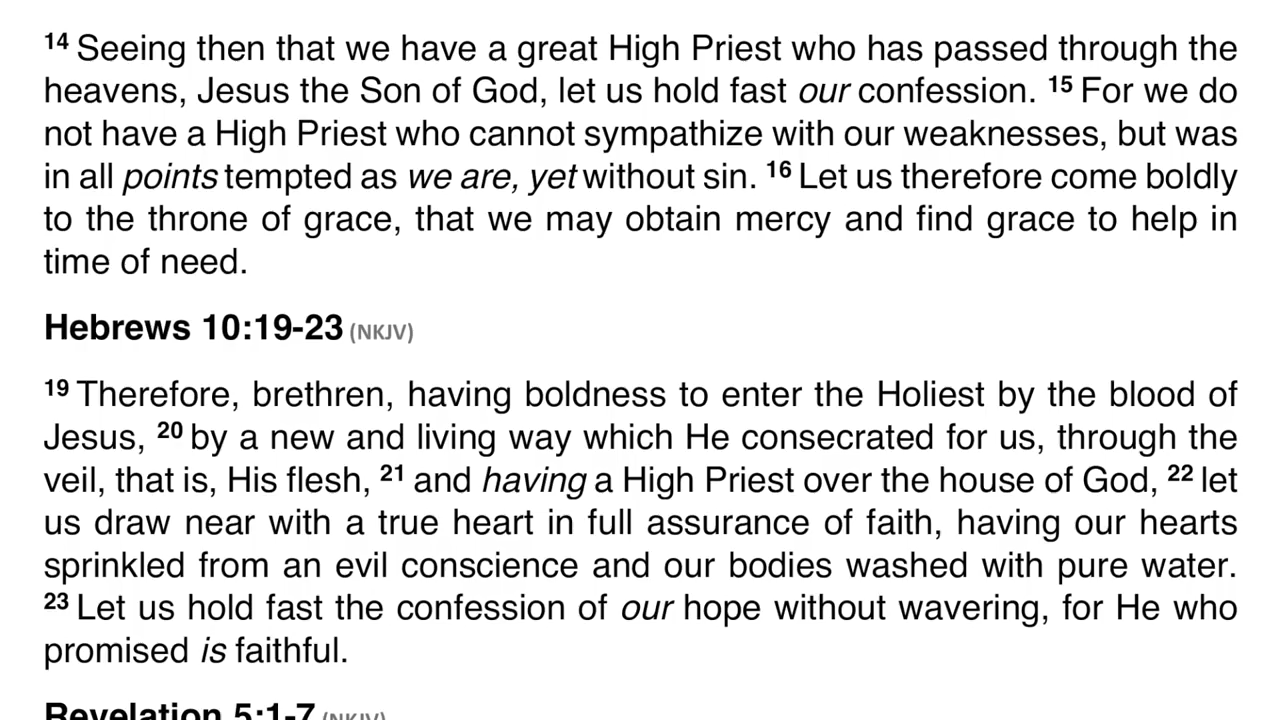 14 Seeing then that we have a great High Priest who has passed through the
heavens, Jesus the Son of God, let us hold fast our confession. 15 For we do
not have a High Priest who cannot sympathize with our weaknesses, but was
in all points tempted as we are, yet without sin. 16 Let us therefore come boldly
to the throne of grace, that we may obtain mercy and find grace to help in
time of need.
Hebrews 10:19-23 (NKJV)
19 Therefore, brethren, having boldness to enter the Holiest by the blood of
Jesus, 20 by a new and living way which He consecrated for us, through the
veil, that is, His flesh, 21 and having a High Priest over the house of God, 22 let
us draw near with a true heart in full assurance of faith, having our hearts
sprinkled from an evil conscience and our bodies washed with pure water.
23 Let us hold fast the confession of our hope without wavering, for He who
promised is faithful.
Revelation 5:1-7 (NKJV)